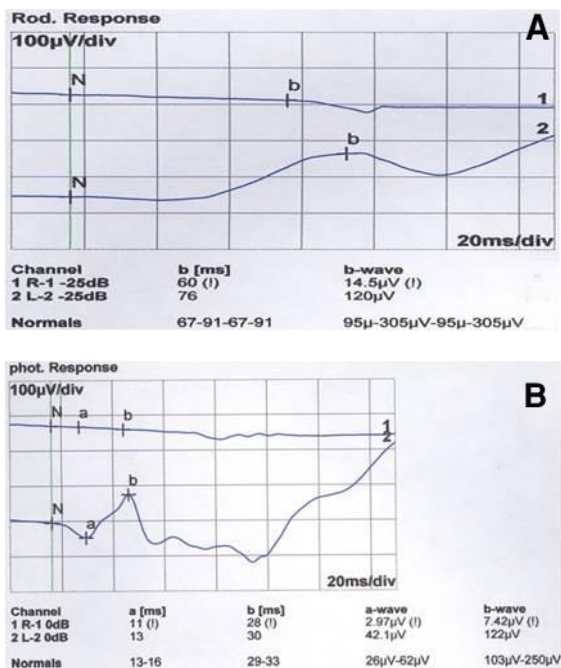 Rod. Response
A
100µV/div
N
b
1
b
2
N
20ms/div
Channel b [ms] b-wave
1 R-1 -25dB 60 (!) 14.5µV (!)
2 L-2 -25dB 76 120µV
Normals 67-91-67-91 95µ-305µV-95µ-305µV
phot. Response
B
100µV/div
N a b
1
2
b
N
a
20ms/div
Channel a [ms] b [ms] a-wave b-wave
1 R-1 0dB 11 (!) 28 (!) 2.97µV (!) 7.42µV (!)
2 L-2 0dB 13 30 42.1µV 122µV
Normals 13-16 29-33 26µV-62µV 103µV-250µV